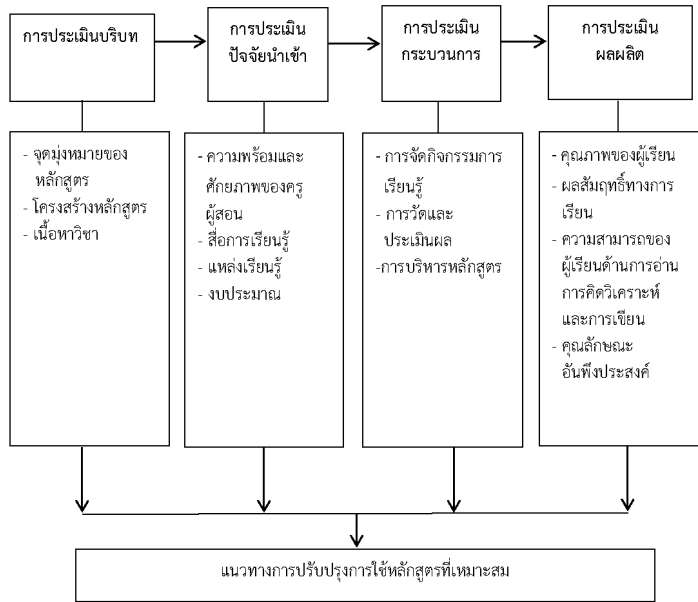 การประเมินบริบท
การประเมิน
ปัจจัยนำเข้า
การประเมิน
กระบวนการ
การประเมิน
ผลผลิต
- จุดมุ่งหมายของ
หลักสูตร
- โครงสร้างหลักสูตร
- เนื้อหาวิชา
- ความพร้อมและ
ศักยภาพของครู
ผู้สอน
- สื่อการเรียนรู้
- แหล่งเรียนรู้
- งบประมาณ
- การจัดกิจกรรมการ
เรียนรู้
- การวัดและ
ประเมินผล
-การบริหารหลักสูตร
- คุณภาพของผู้เรียน
- ผลสัมฤทธิ์ทางการ
เรียน
- ความสามารถของ
ผู้เรียนด้านการอ่าน
การคิดวิเคราะห์
และการเขียน
- คุณลักษณะ
อันพึงประสงค์
แนวทางการปรับปรุงการใช้หลักสูตรที่เหมาะสม